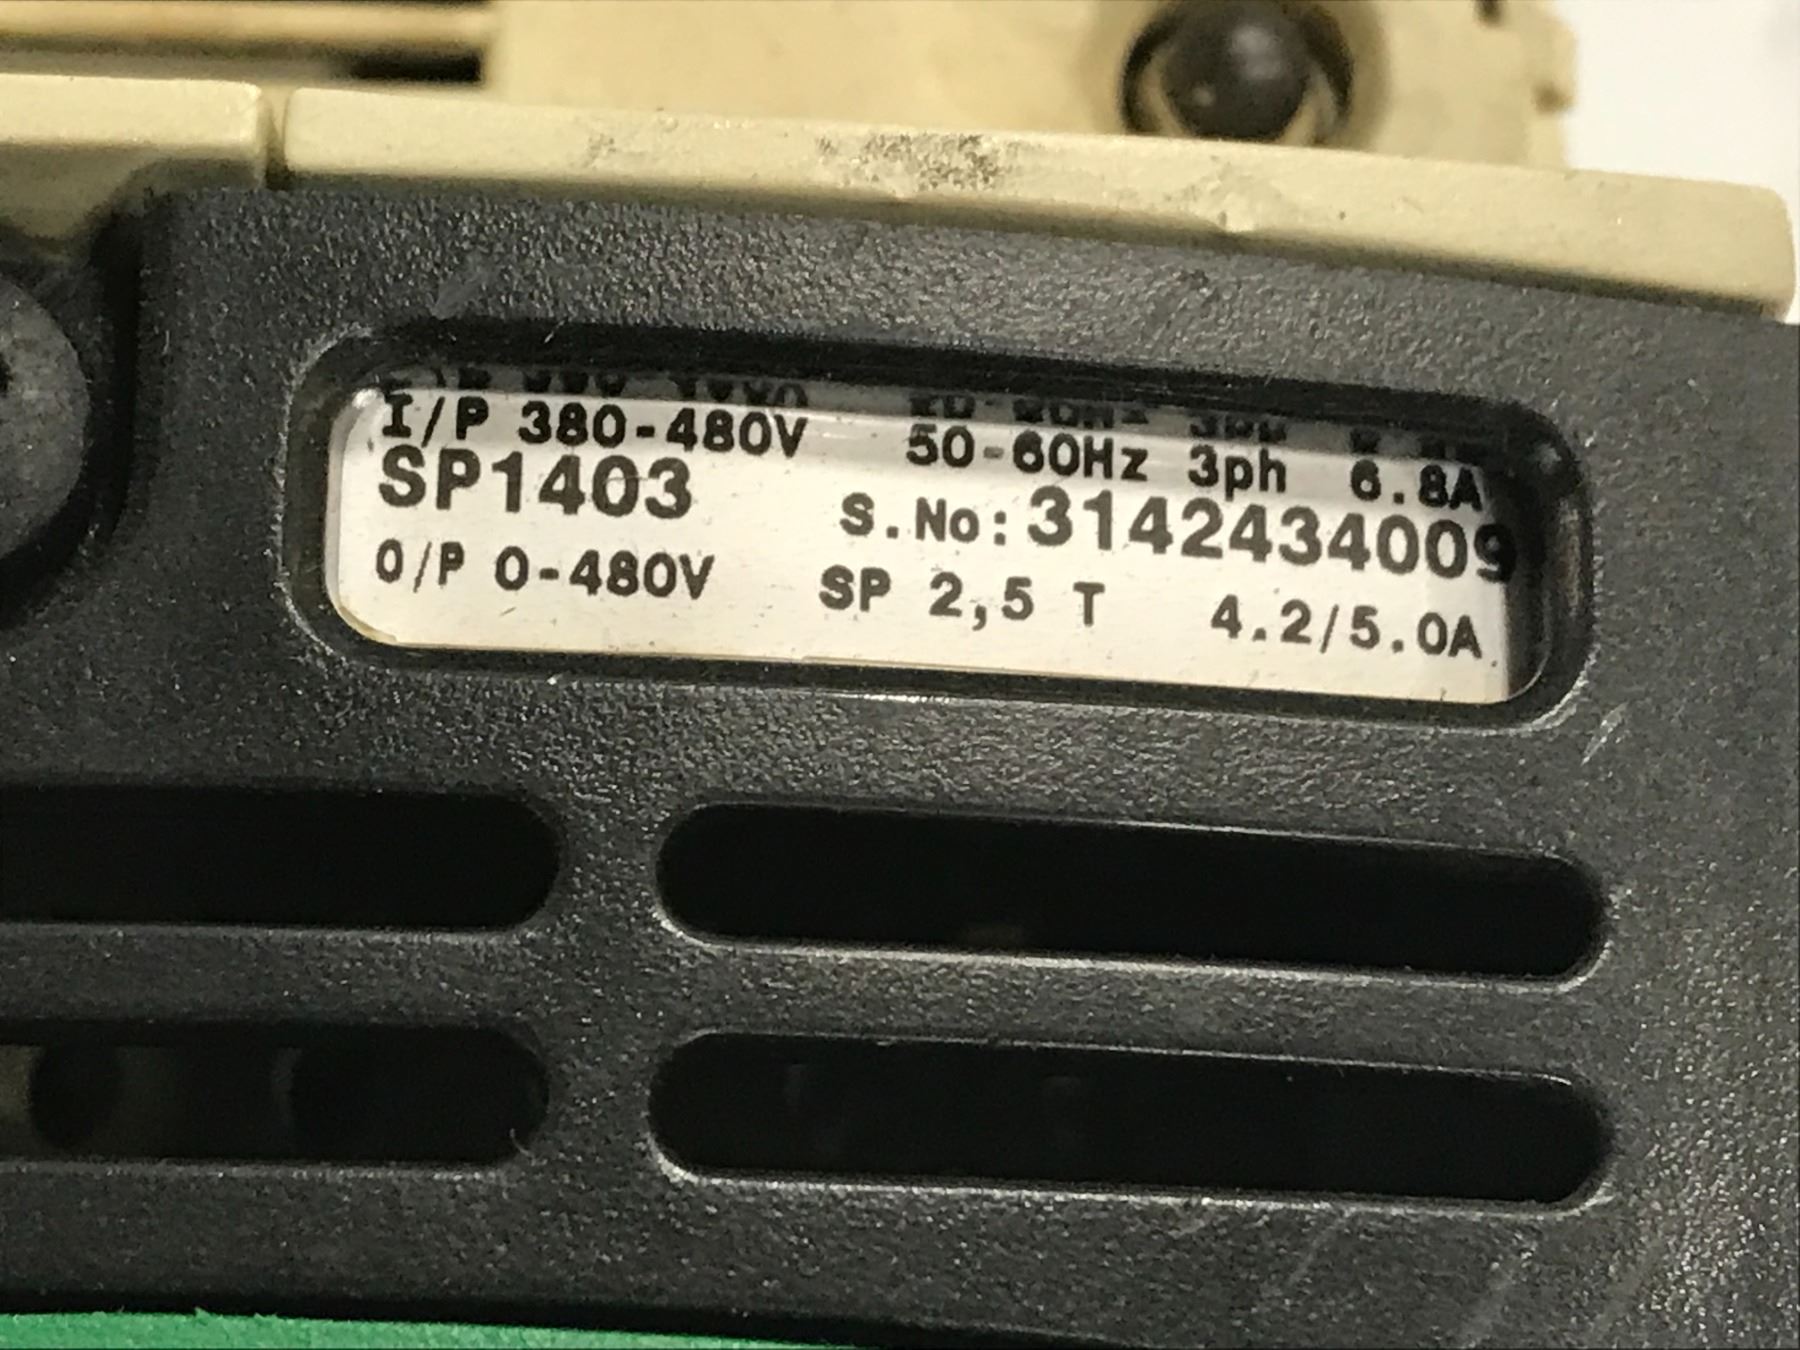 I/P 380-480V 50-60Hz 3ph 6.8A
SP1403 S.No: 3142434009
O/P 0-480V SP 2,5 T 4.2/5.0A